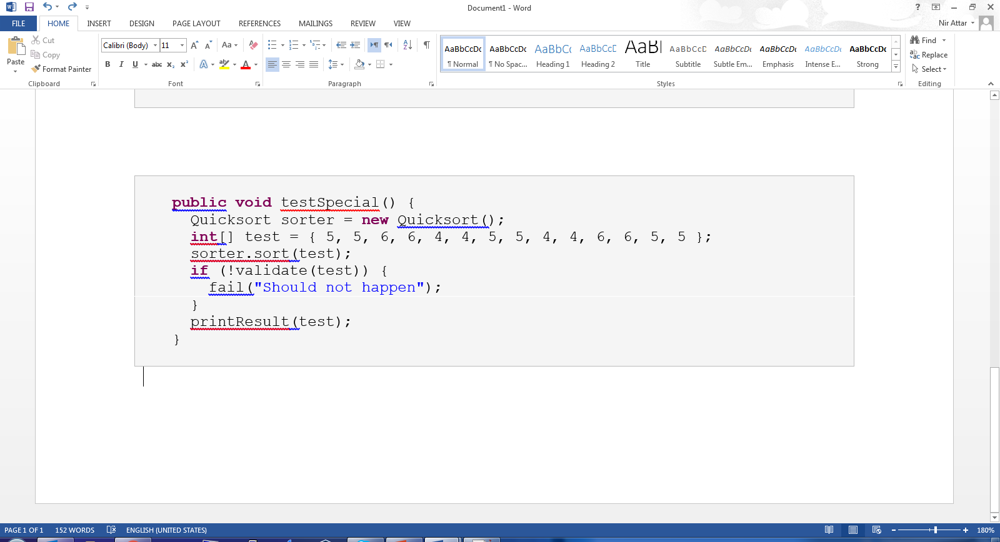 Document1 - Word
FILE HOME INSERT DESIGN PAGE LAYOUT REFERENCES MAILINGS REVIEW VIEW
Nir Attar
Paste
Cut
Copy
Format Painter
Clipboard
Calibri (Body) 11
Font
Paragraph
AaBbCcDc AaBbCcDc AaBbCc AaBbCcD AaBl AaBbCcD AaBbCcDc AaBbCcDc AaBbCcDc AaBbCcDc
¶ Normal ¶ No Spac... Heading 1 Heading 2 Title Subtitle Subtle Em... Emphasis Intense E... Strong
Styles
Find
Replace
Select
Editing
public void testSpecial() {
Quicksort sorter = new Quicksort();
int[] test = { 5, 5, 6, 6, 4, 4, 5, 5, 4, 4, 6, 6, 5, 5 };
sorter.sort(test);
if (!validate(test)) {
fail("Should not happen");
}
printResult(test);
}
PAGE 1 OF 1 152 WORDS ENGLISH (UNITED STATES) 180%